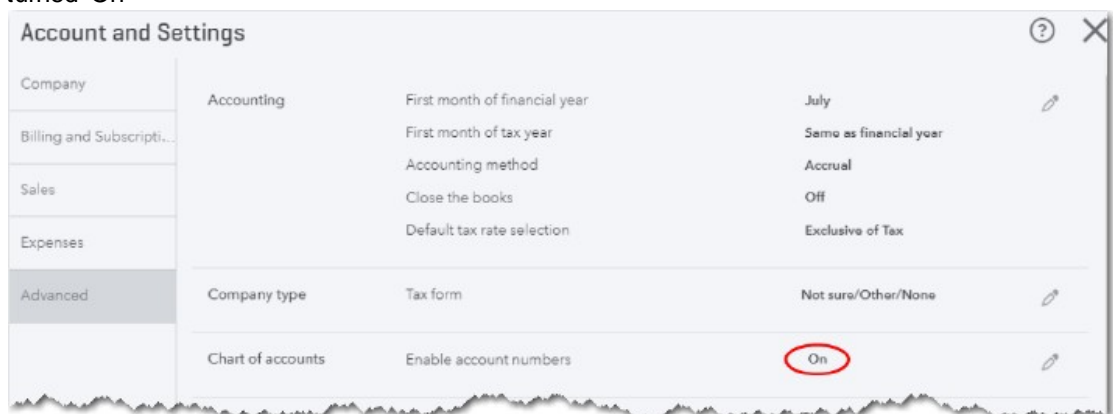 Account and Settings
?
Company
Billing and Subscripti...
Sales
Expenses
Advanced
Accounting First month of financial year July
First month of tax year Same as financial year
Accounting method Accrual
Close the books Off
Default tax rate selection Exclusive of Tax
Company type Tax form Not sure/Other/None
Chart of accounts Enable account numbers On